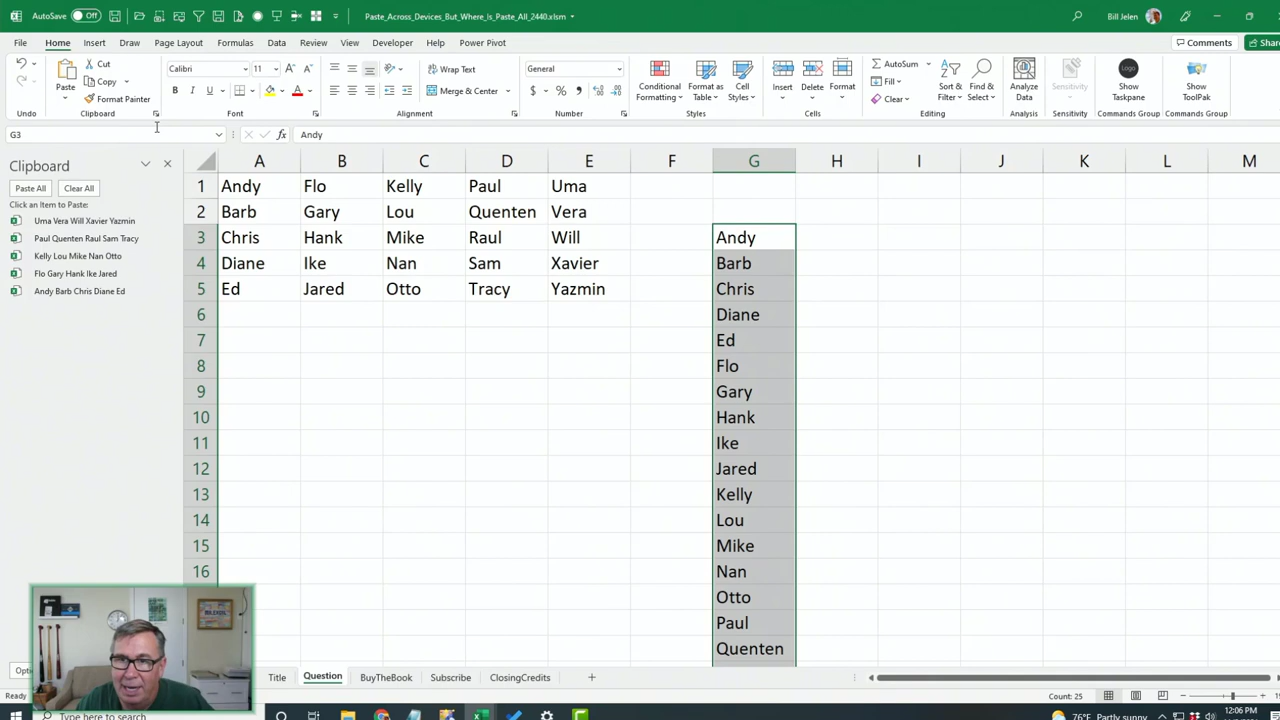 AutoSave Off Paste_Across_Devices_But_Where_Is_Paste_All_2440.xlsm Bill Jelen
File Home Insert Draw Page Layout Formulas Data Review View Developer Help Power Pivot Comments Share
Paste Cut Copy Format Painter
Calibri 11
B I U A
Wrap Text
Merge & Center
General
$ %
Conditional Formatting Format as Table Cell Styles Insert Delete Format
AutoSum Fill Clear
Sort & Filter Find & Select Analyze Data Sensitivity Show Taskpane Show ToolPak
Undo Clipboard Font Alignment Number Styles Cells Editing Analysis Sensitivity Commands Group Commands Group
G3 fx Andy
Clipboard
Paste All Clear All
Click an Item to Paste:
Uma Vera Will Xavier Yazmin
Paul Quenten Raul Sam Tracy
Kelly Lou Mike Nan Otto
Flo Gary Hank Ike Jared
Andy Barb Chris Diane Ed
A B C D E F G H I J K L M
1 Andy Flo Kelly Paul Uma
2 Barb Gary Lou Quenten Vera
3 Chris Hank Mike Raul Will Andy
4 Diane Ike Nan Sam Xavier Barb
5 Ed Jared Otto Tracy Yazmin Chris
6 Diane
7 Ed
8 Flo
9 Gary
10 Hank
11 Ike
12 Jared
13 Kelly
14 Lou
15 Mike
16 Nan
Otto
Paul
Quenten
Title Question BuyTheBook Subscribe ClosingCredits
Ready Count: 25
Type here to search 76°F Partly sunny 12:06 PM